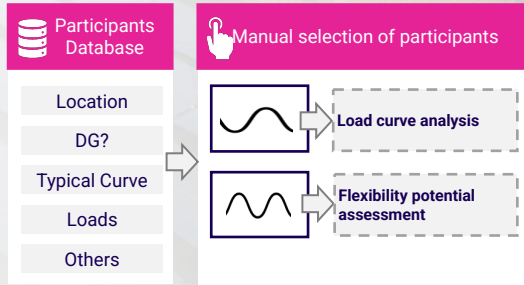 Participants
Database
Manual selection of participants
Location
DG?
Typical Curve
Loads
Others
Load curve analysis
Flexibility potential
assessment